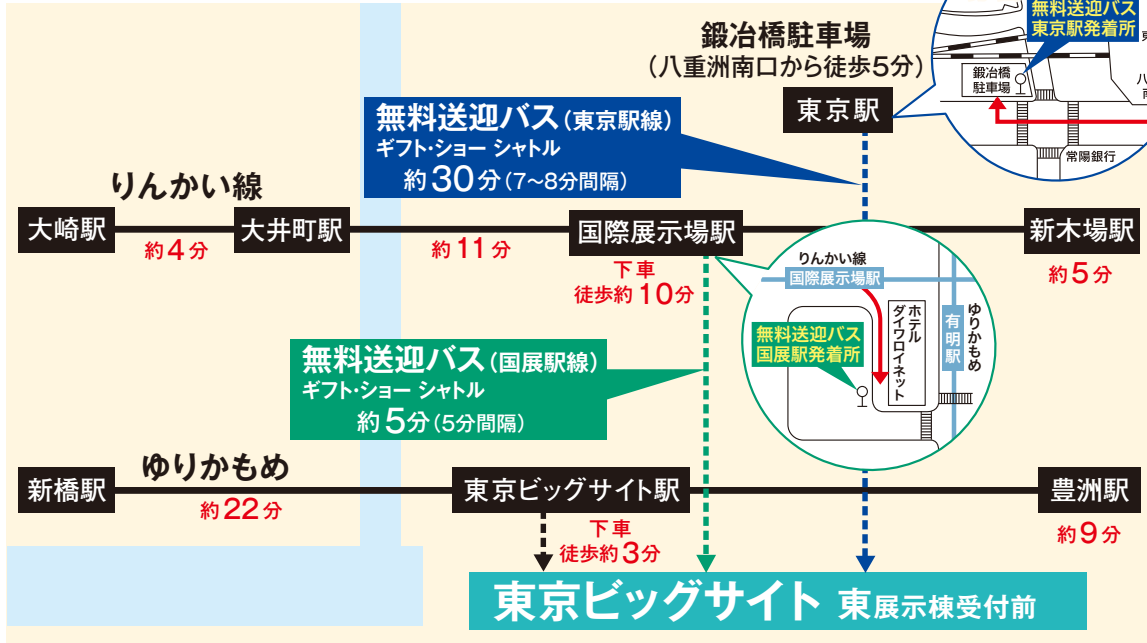 鍛冶橋駐車場
(八重洲南口から徒歩5分)
東京駅
無料送迎バス
東京駅発着所
鍛冶橋
駐車場
常陽銀行
無料送迎バス(東京駅線)
ギフト・ショー シャトル
約30分(7〜8分間隔)
りんかい線
大崎駅
約4分
大井町駅
約11分
国際展示場駅
下車
徒歩約10分
新木場駅
約5分
りんかい線
国際展示場駅
無料送迎バス
国展駅発着所
ホテル
ダイワロイネット
有明駅
ゆりかもめ
無料送迎バス(国展駅線)
ギフト・ショー シャトル
約5分(5分間隔)
ゆりかもめ
新橋駅
約22分
東京ビッグサイト駅
下車
徒歩約3分
豊洲駅
約9分
東京ビッグサイト 東展示棟受付前